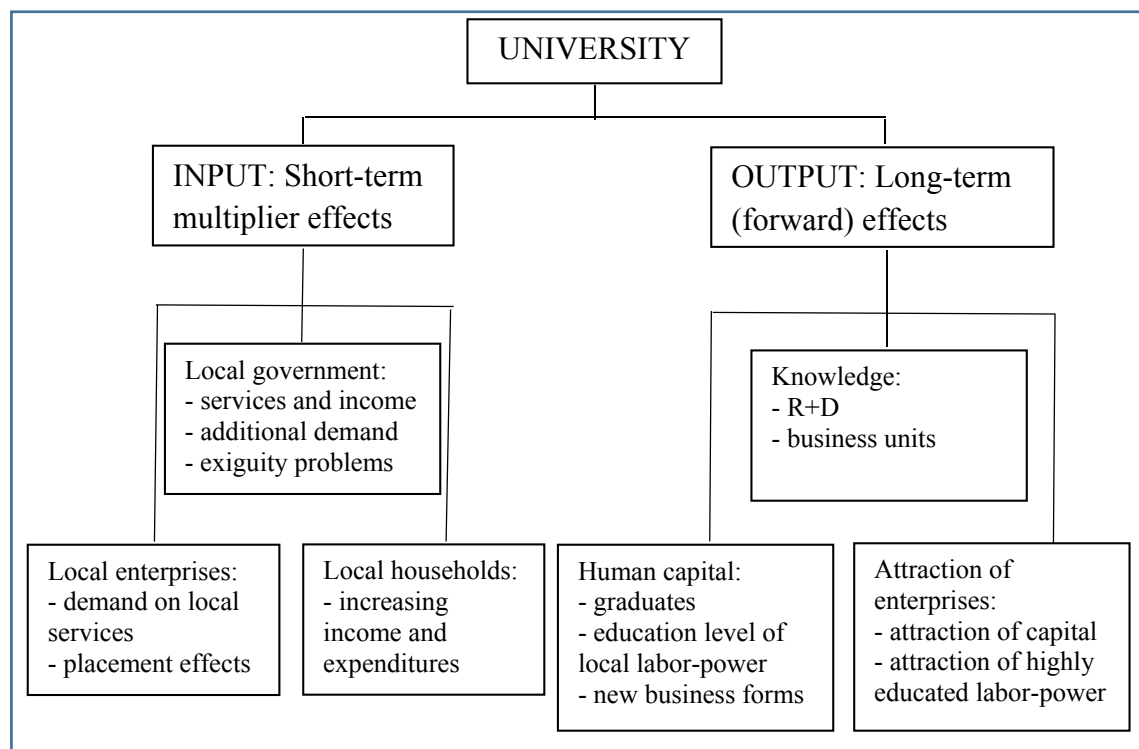 UNIVERSITY
INPUT: Short-term
multiplier effects
OUTPUT: Long-term
(forward) effects
Local government:
- services and income
- additional demand
- exiguity problems
Knowledge:
- R+D
- business units
Local enterprises:
- demand on local
services
- placement effects
Local households:
- increasing
income and
expenditures
Human capital:
- graduates
- education level of
local labor-power
- new business forms
Attraction of
enterprises:
- attraction of capital
- attraction of highly
educated labor-power